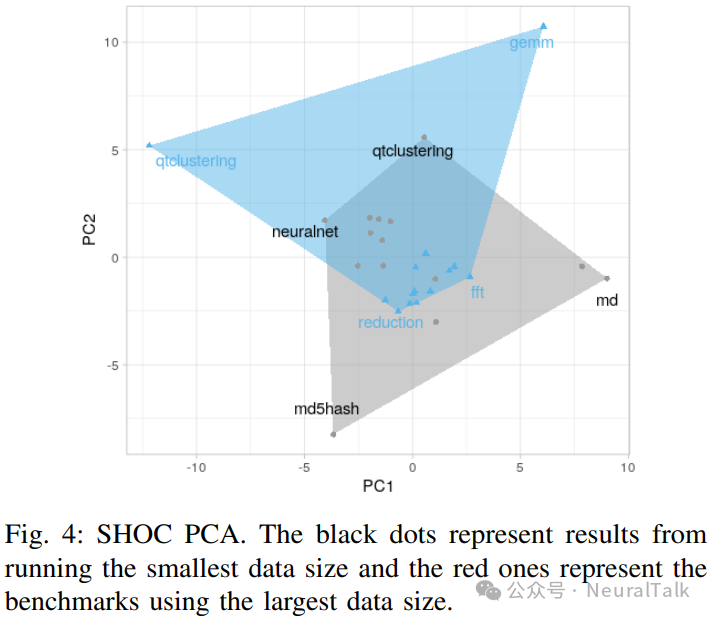 10
gemm
5
qtclustering
qtclustering
PC2
neuralnet
0
fft
md
reduction
-5
md5hash
-10
-5
0
5
10
PC1
Fig. 4: SHOC PCA. The black dots represent results from
running the smallest data size and the red ones represent the
benchmarks using the largest data size.
公众号 · NeuralTalk